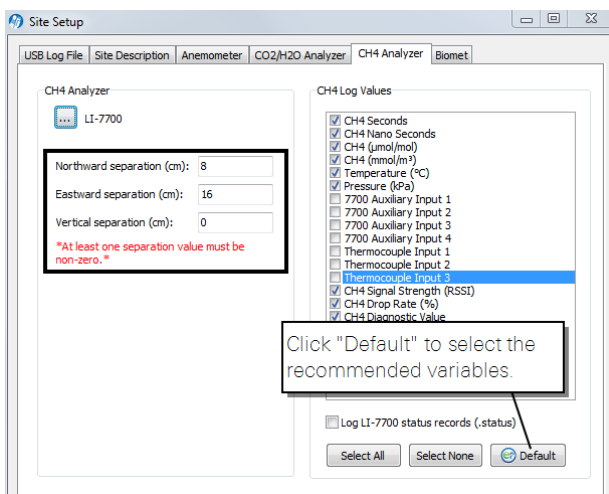 Site Setup
USB Log File
Site Description
Anemometer
CO2/H2O Analyzer
CH4 Analyzer
Biomet
CH4 Analyzer
...
LI-7700
Northward separation (cm): 8
Eastward separation (cm): 16
Vertical separation (cm): 0
*At least one separation value must be
non-zero.*
CH4 Log Values
CH4 Seconds
CH4 Nano Seconds
CH4 (µmol/mol)
CH4 (mmol/m³)
Temperature (°C)
Pressure (kPa)
7700 Auxiliary Input 1
7700 Auxiliary Input 2
7700 Auxiliary Input 3
7700 Auxiliary Input 4
Thermocouple Input 1
Thermocouple Input 2
Thermocouple Input 3
CH4 Signal Strength (RSSI)
CH4 Drop Rate (%)
CH4 Diagnostic Value
Click "Default" to select the
recommended variables.
Log LI-7700 status records (.status)
Select All
Select None
Default